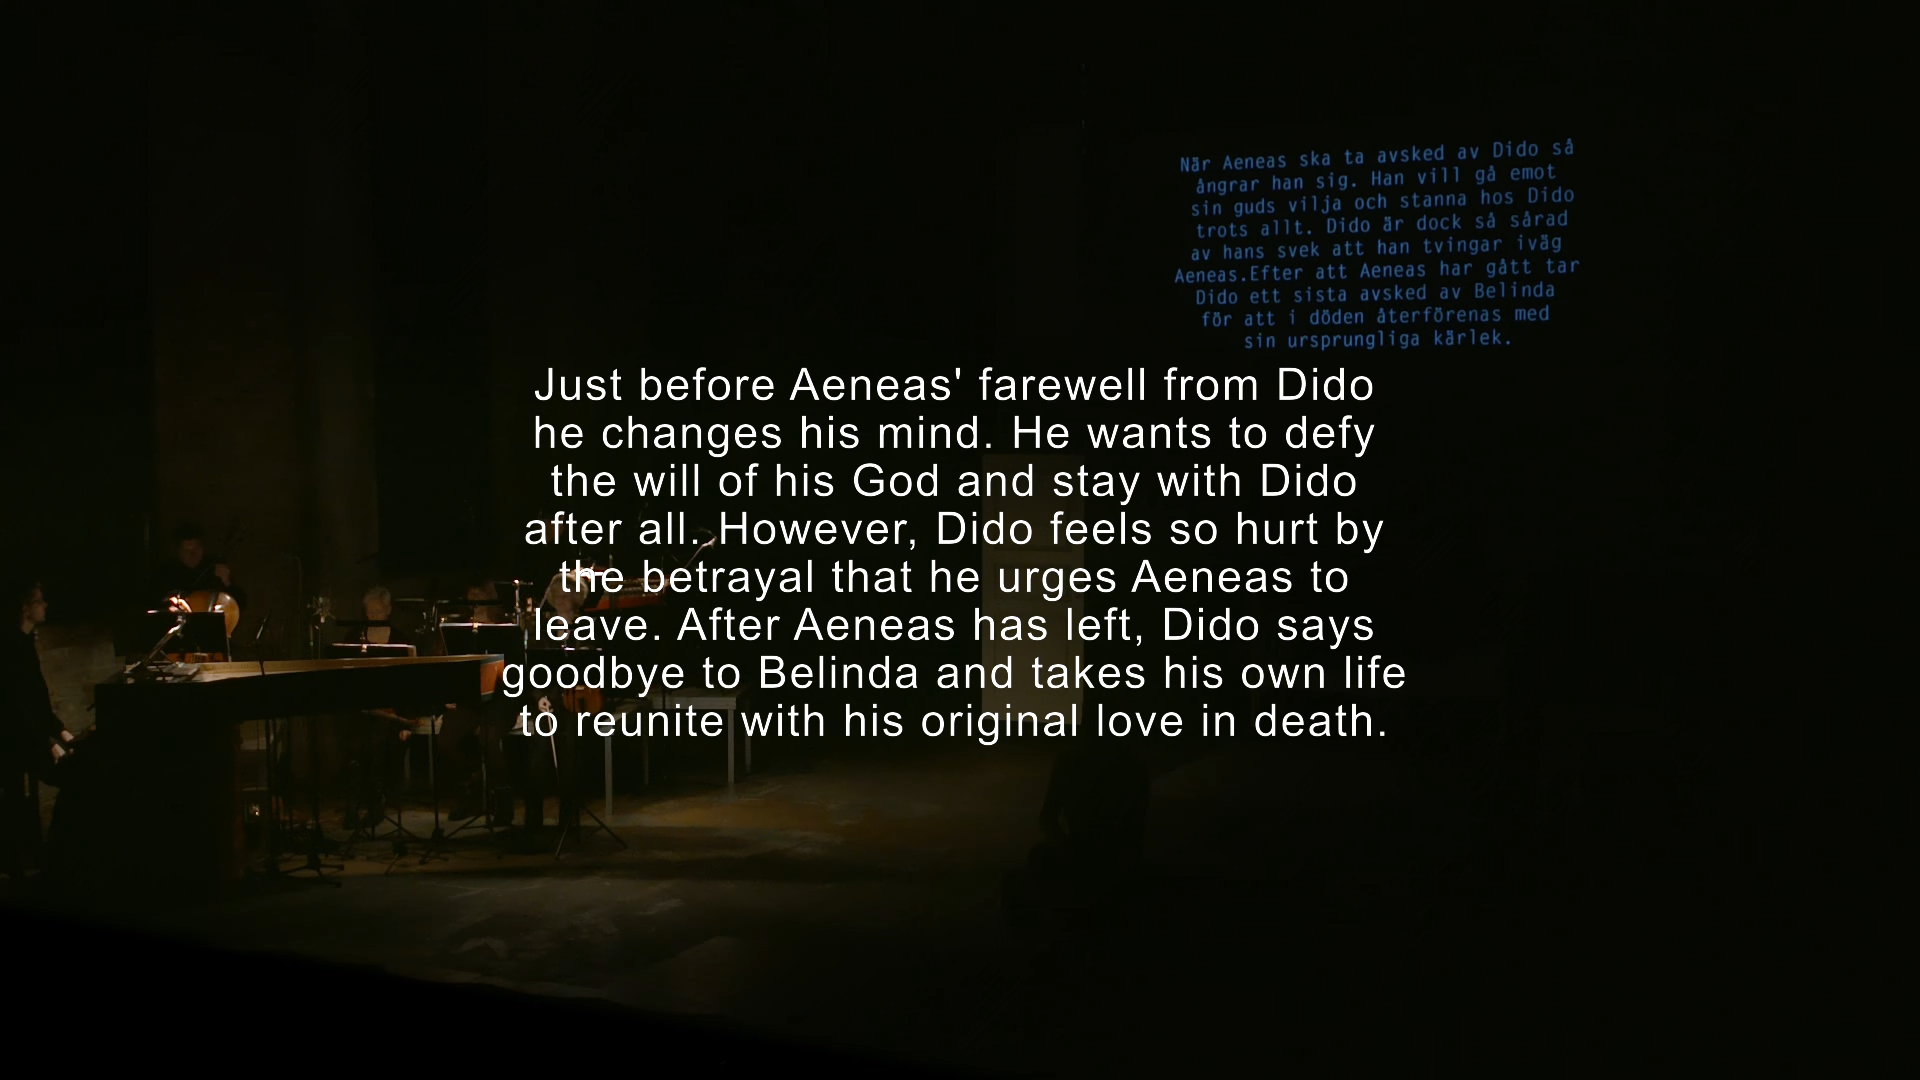 När Aeneas ska ta avsked av Dido så
ångrar han sig. Han vill gå emot
sin guds vilja och stanna hos Dido
trots allt. Dido är dock så sårad
av hans svek att han tvingar iväg
Aeneas.Efter att Aeneas har gått tar
Dido ett sista avsked av Belinda
för att i döden återförenas med
sin ursprungliga kärlek.
Just before Aeneas' farewell from Dido
he changes his mind. He wants to defy
the will of his God and stay with Dido
after all. However, Dido feels so hurt by
the betrayal that he urges Aeneas to
leave. After Aeneas has left, Dido says
goodbye to Belinda and takes his own life
to reunite with his original love in death.